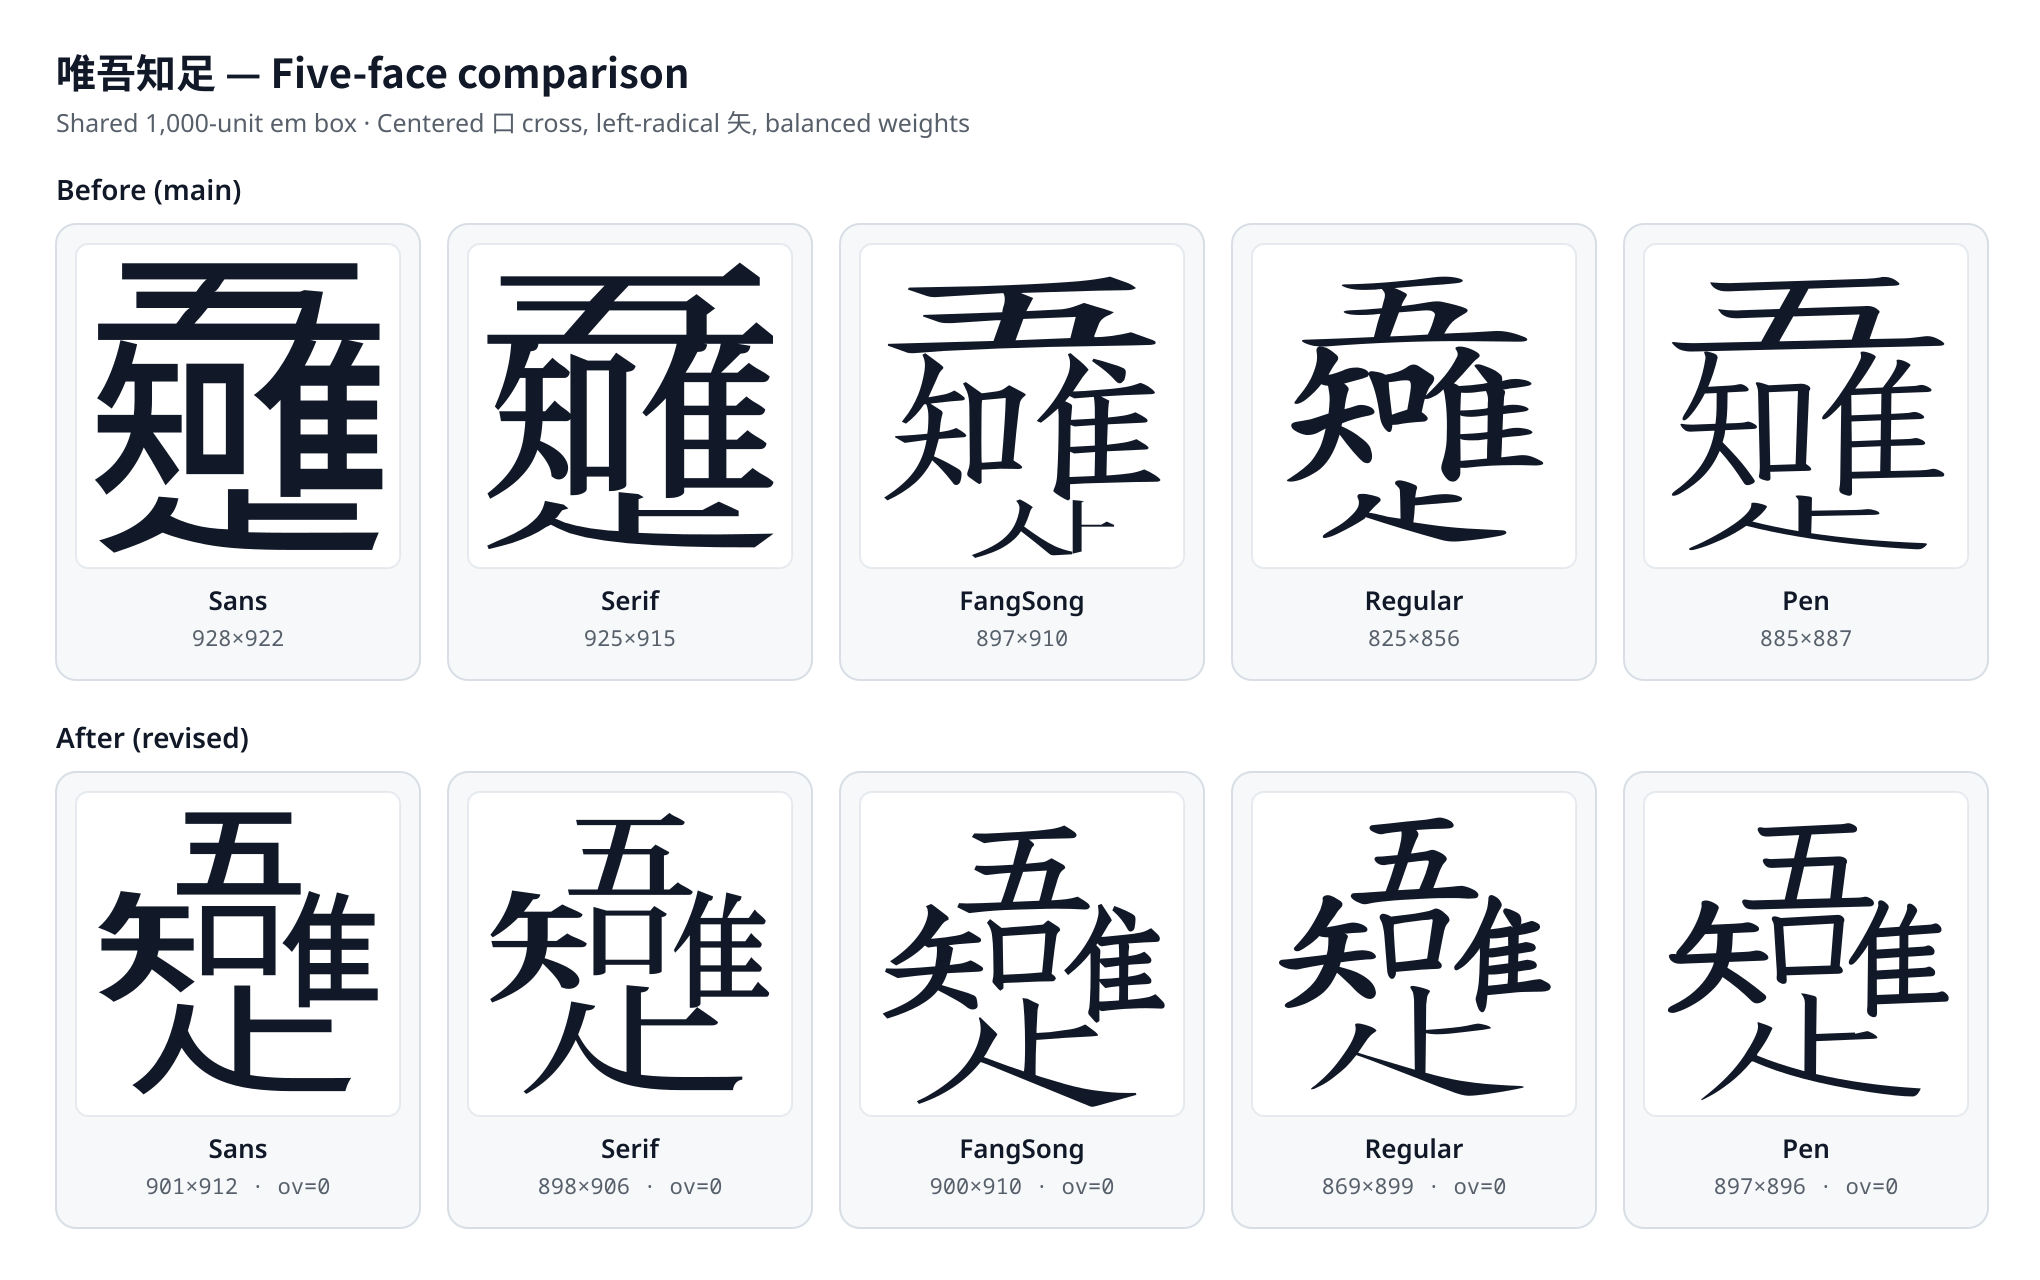 唯吾知足 — Five-face comparison
Shared 1,000-unit em box · Centered 口 cross, left-radical 矢, balanced weights
Before (main)
Sans
928×922
Serif
925×915
FangSong
897×910
Regular
825×856
Pen
885×887
After (revised)
Sans
901×912 · ov=0
Serif
898×906 · ov=0
FangSong
900×910 · ov=0
Regular
869×899 · ov=0
Pen
897×896 · ov=0